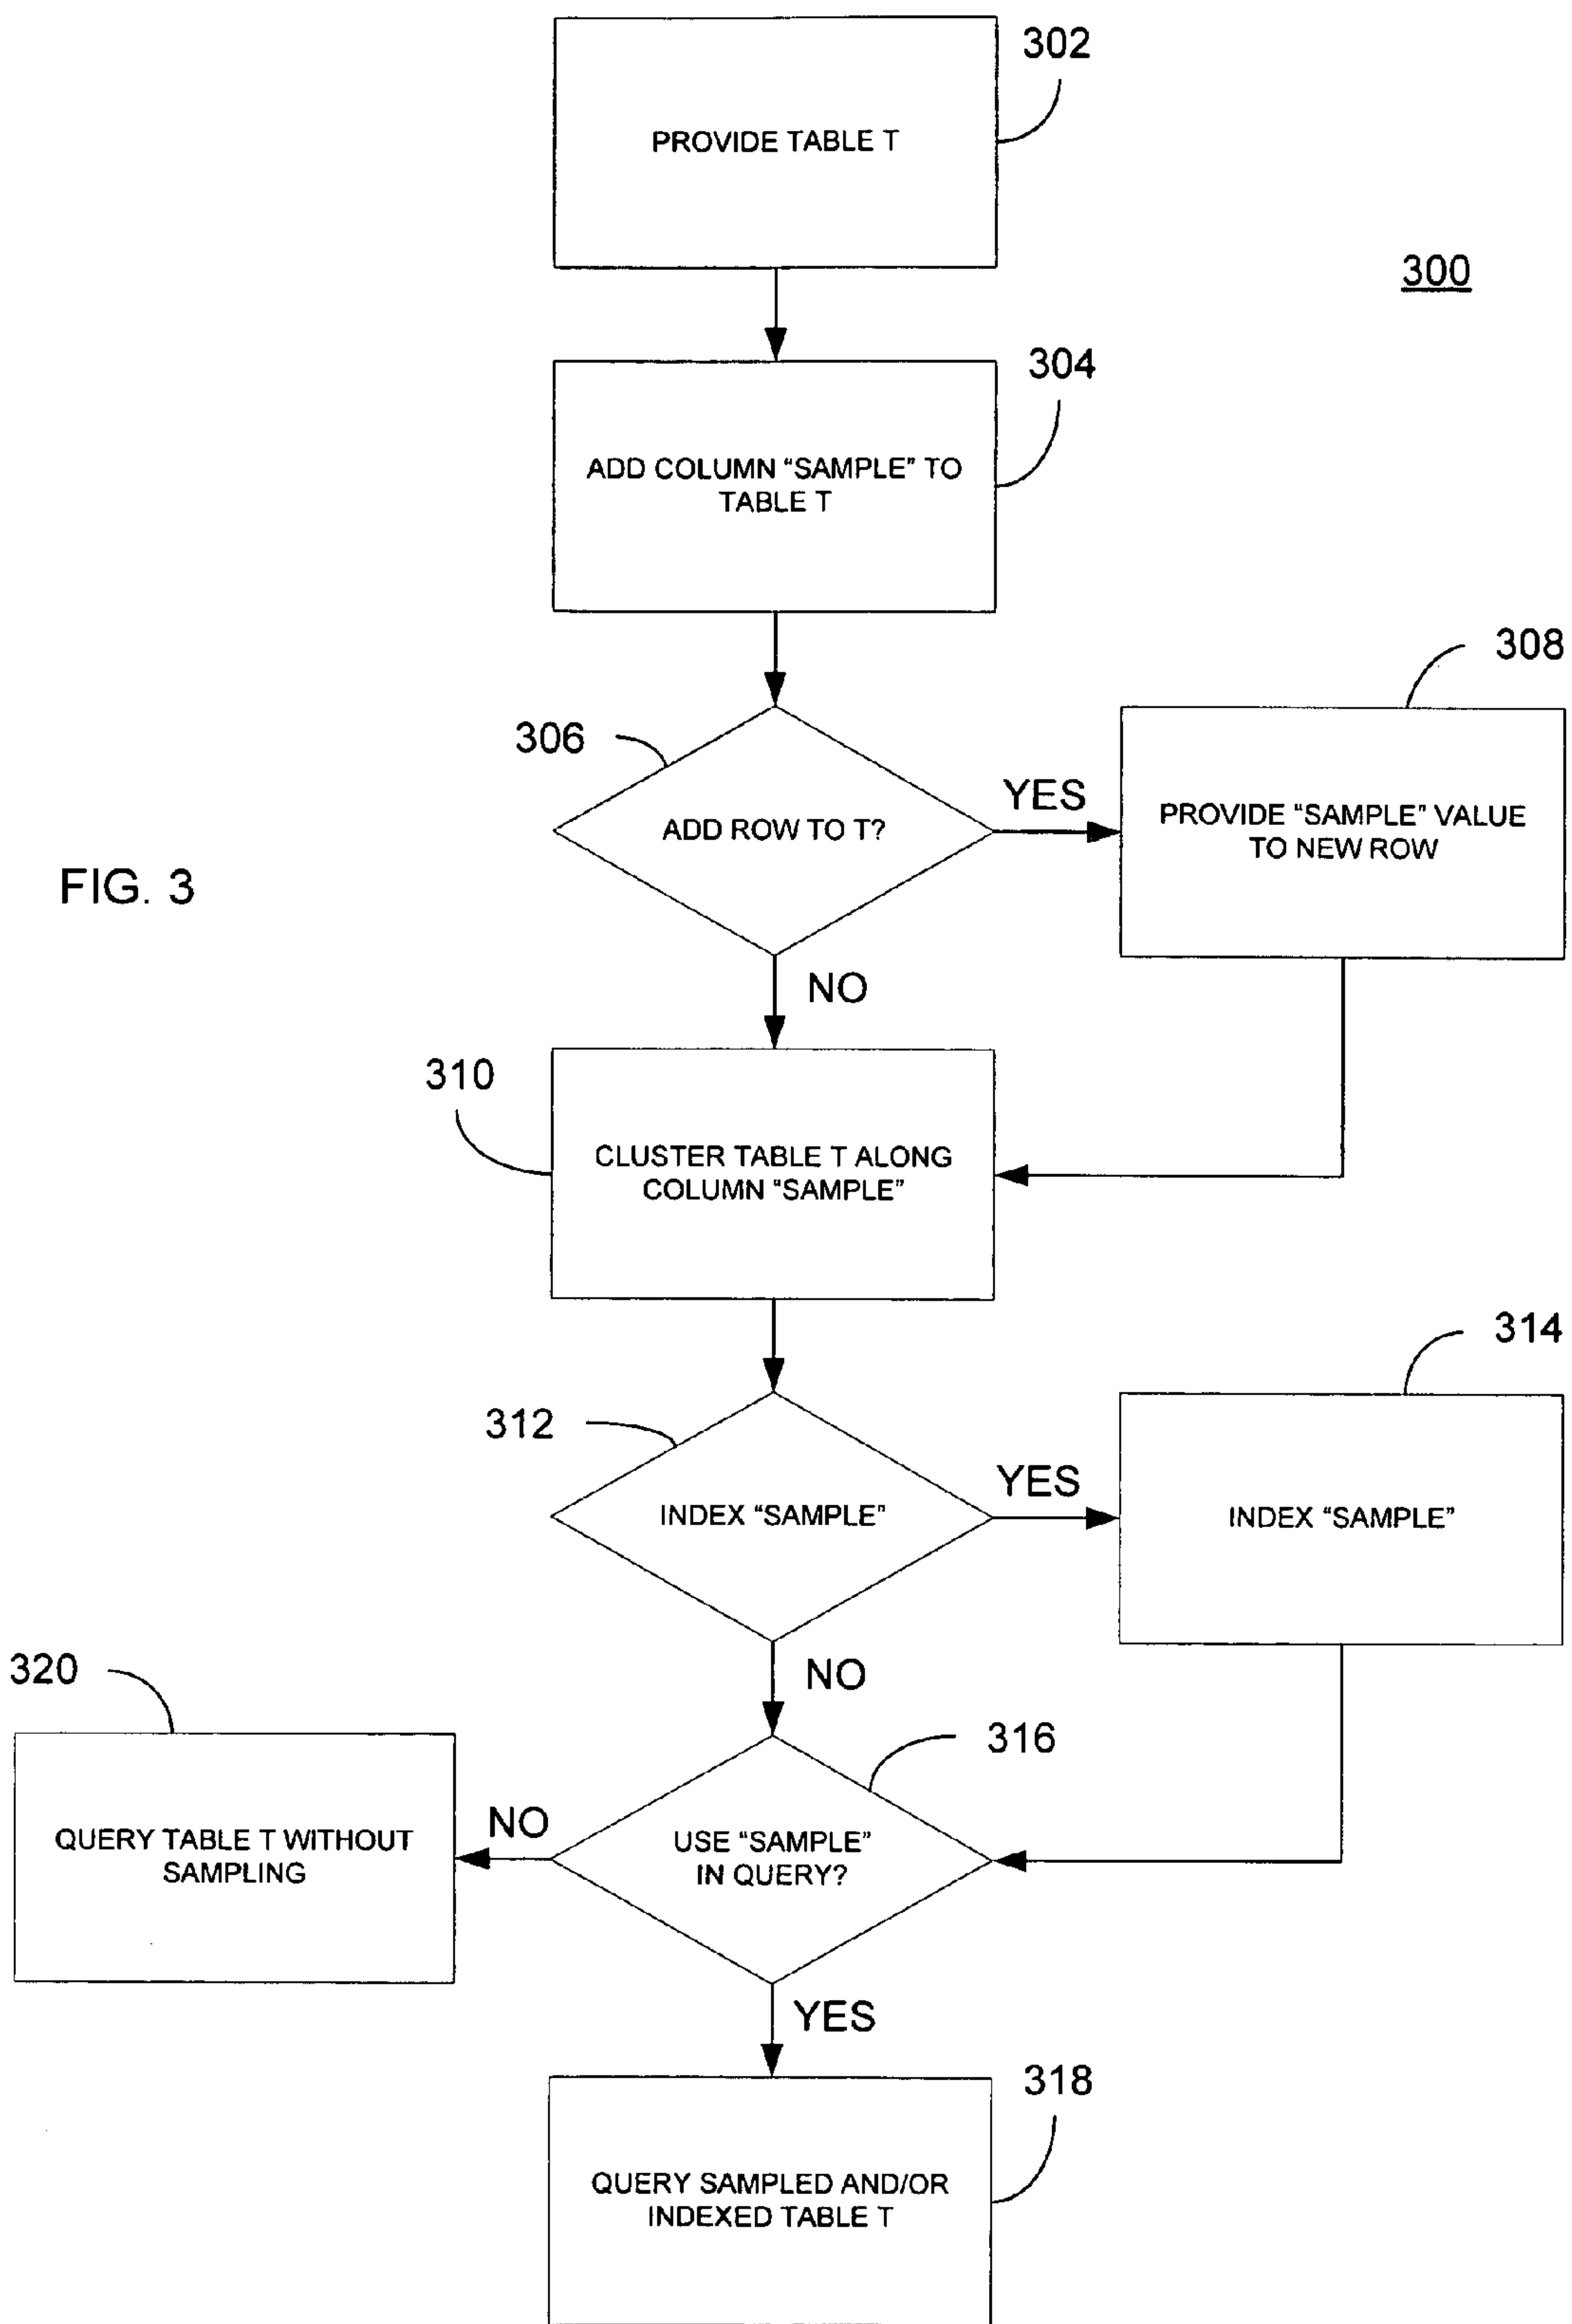 302
PROVIDE TABLE T
300
304
ADD COLUMN “SAMPLE” TO
TABLE T
308
306
YES
ADD ROW TO T?
PROVIDE “SAMPLE” VALUE
TO NEW ROW
FIG. 3
NO
310
CLUSTER TABLE T ALONG
COLUMN “SAMPLE”
314
312
YES
INDEX “SAMPLE”
INDEX “SAMPLE”
320
NO
316
NO
QUERY TABLE T WITHOUT
SAMPLING
USE “SAMPLE”
IN QUERY?
YES
318
QUERY SAMPLED AND/OR
INDEXED TABLE T